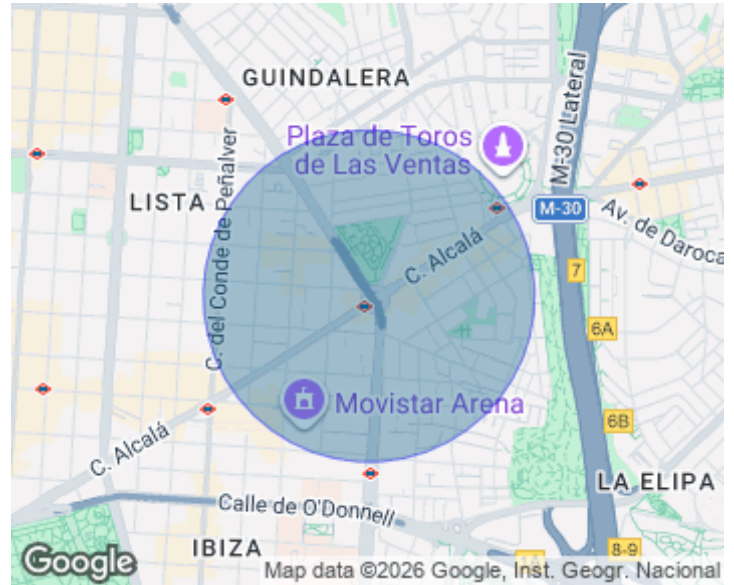 GUINDALERA
M-30 Lateral
Plaza de Toros
de Las Ventas
C. del Conde de Peñalver
LISTA
M-30
Av. de Daroca
C. Alcalá
7
6A
Movistar Arena
6B
C. Alcalá
LA ELIPA
Calle de O'Donnell
IBIZA
8-9
Google
Map data ©2026 Google, Inst. Geogr. Nacional